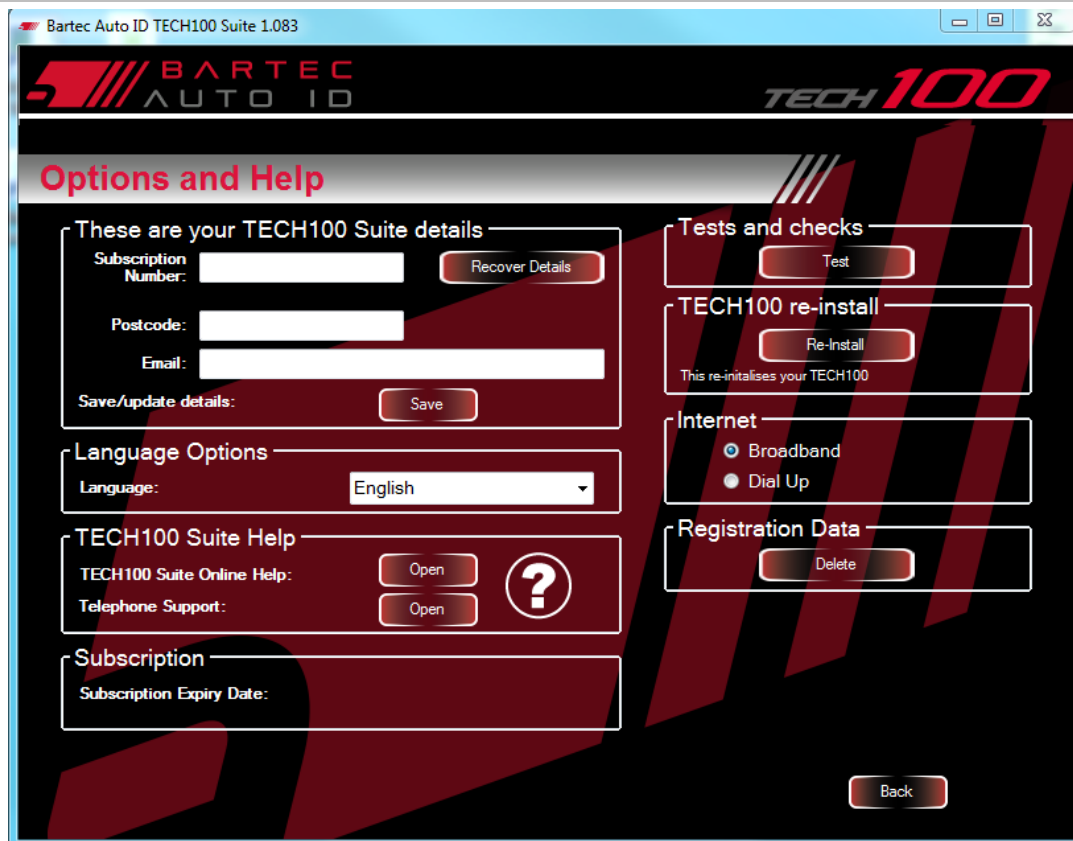 Bartec Auto ID TECH100 Suite 1.083
BARTEC
AUTO ID
TECH 100
Options and Help
These are your TECH100 Suite details
Subscription
Number:
Recover Details
Postcode:
Email:
Save/update details:
Save
Language Options
Language:
English
TECH100 Suite Help
TECH100 Suite Online Help:
Open
Telephone Support:
Open
?
Subscription
Subscription Expiry Date:
Tests and checks
Test
TECH100 re-install
Re-Install
This re-initalises your TECH100
Internet
Broadband
Dial Up
Registration Data
Delete
Back